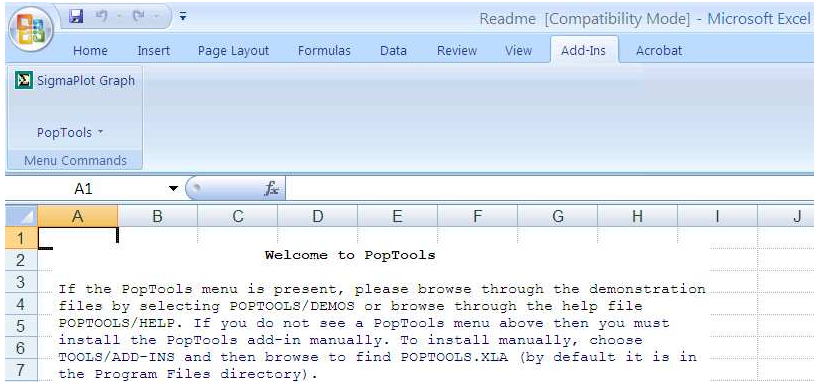 Readme [Compatibility Mode] - Microsoft Excel
Home Insert Page Layout Formulas Data Review View Add-Ins Acrobat
SigmaPlot Graph
PopTools
Menu Commands
A1 fx
A B C D E F G H I J
1
2 Welcome to PopTools
3 If the PopTools menu is present, please browse through the demonstration
4 files by selecting POPTOOLS/DEMOS or browse through the help file
5 POPTOOLS/HELP. If you do not see a PopTools menu above then you must
install the PopTools add-in manually. To install manually, choose
6 TOOLS/ADD-INS and then browse to find POPTOOLS.XLA (by default it is in
7 the Program Files directory).